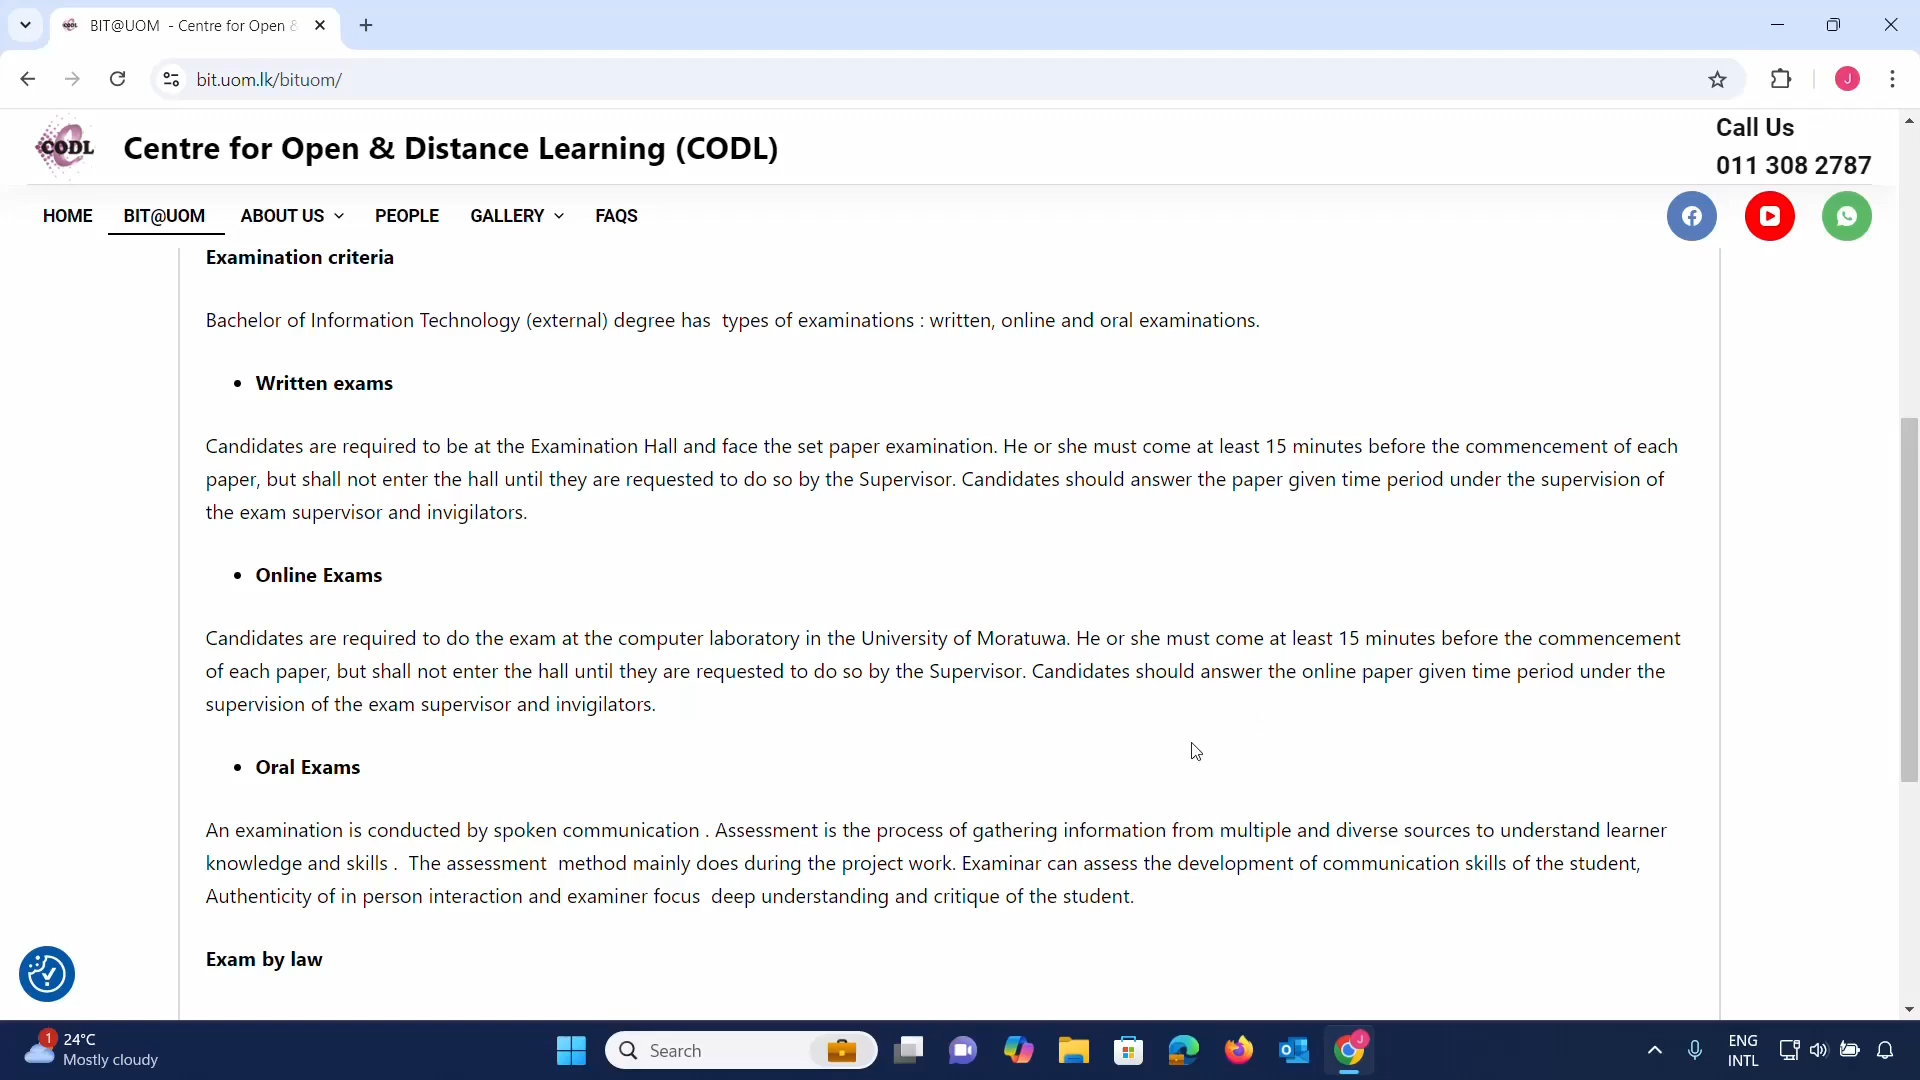 BIT@UOM - Centre for Open &
bit.uom.lk/bituom/
J
CODL
Centre for Open & Distance Learning (CODL)
Call Us
011 308 2787
HOME
BIT@UOM
ABOUT US
PEOPLE
GALLERY
FAQS
Examination criteria
Bachelor of Information Technology (external) degree has  types of examinations : written, online and oral examinations.
• Written exams
Candidates are required to be at the Examination Hall and face the set paper examination. He or she must come at least 15 minutes before the commencement of each
paper, but shall not enter the hall until they are requested to do so by the Supervisor. Candidates should answer the paper given time period under the supervision of
the exam supervisor and invigilators.
• Online Exams
Candidates are required to do the exam at the computer laboratory in the University of Moratuwa. He or she must come at least 15 minutes before the commencement
of each paper, but shall not enter the hall until they are requested to do so by the Supervisor. Candidates should answer the online paper given time period under the
supervision of the exam supervisor and invigilators.
• Oral Exams
An examination is conducted by spoken communication . Assessment is the process of gathering information from multiple and diverse sources to understand learner
knowledge and skills .  The assessment  method mainly does during the project work. Examinar can assess the development of communication skills of the student,
Authenticity of in person interaction and examiner focus  deep understanding and critique of the student.
Exam by law
1
24°C
Mostly cloudy
Search
J
ENG
INTL